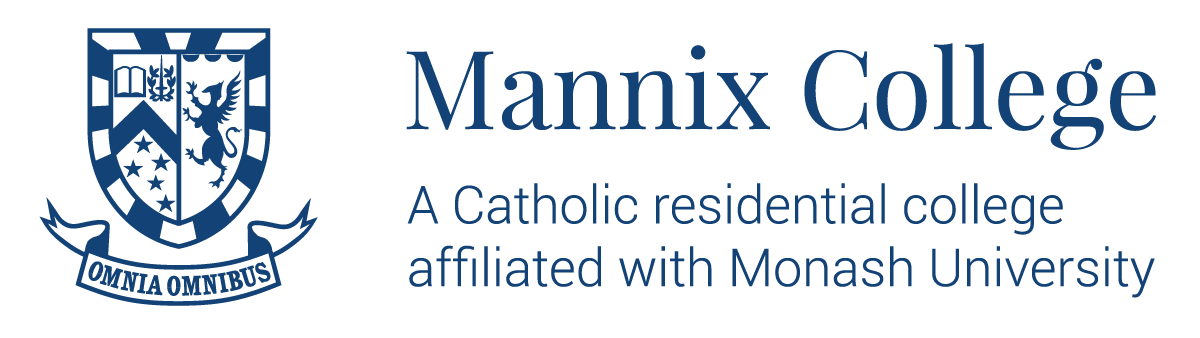 Mannix College
A Catholic residential college
affiliated with Monash University
OMNIA OMNIBUS